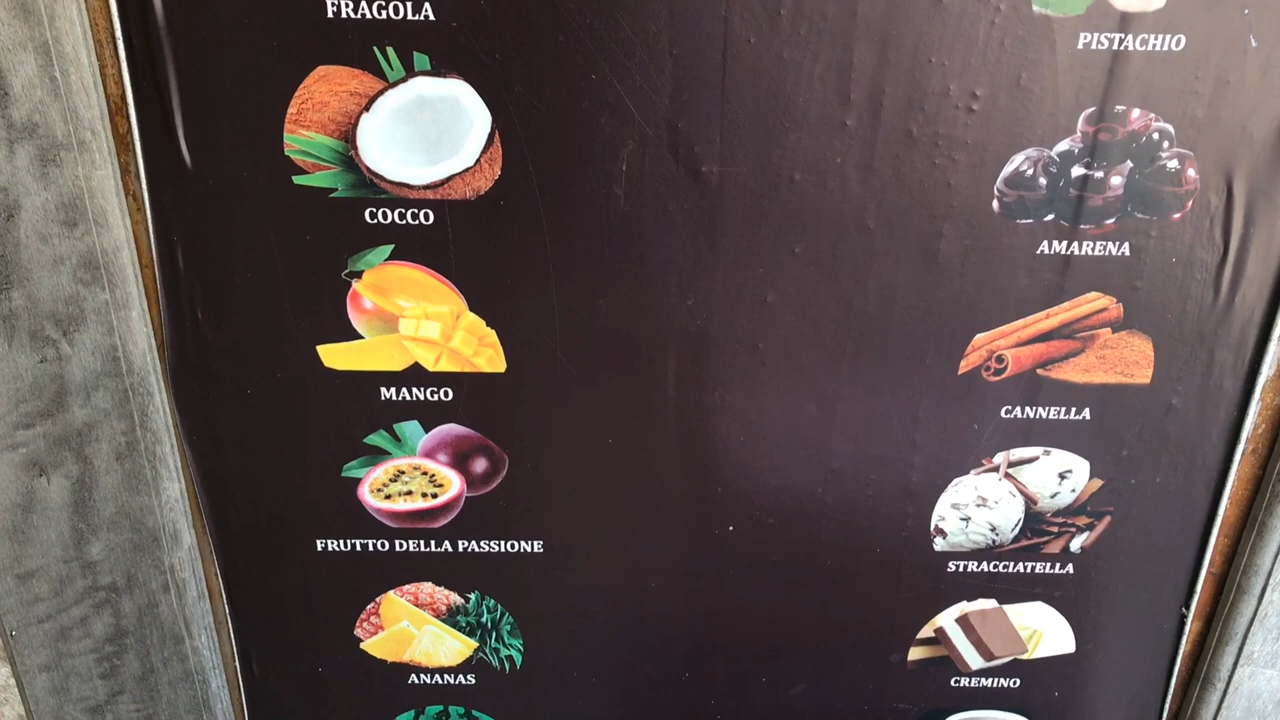 FRAGOLA
COCCO
MANGO
FRUTTO DELLA PASSIONE
ANANAS
PISTACHIO
AMARENA
CANNELLA
STRACCIATELLA
CREMINO